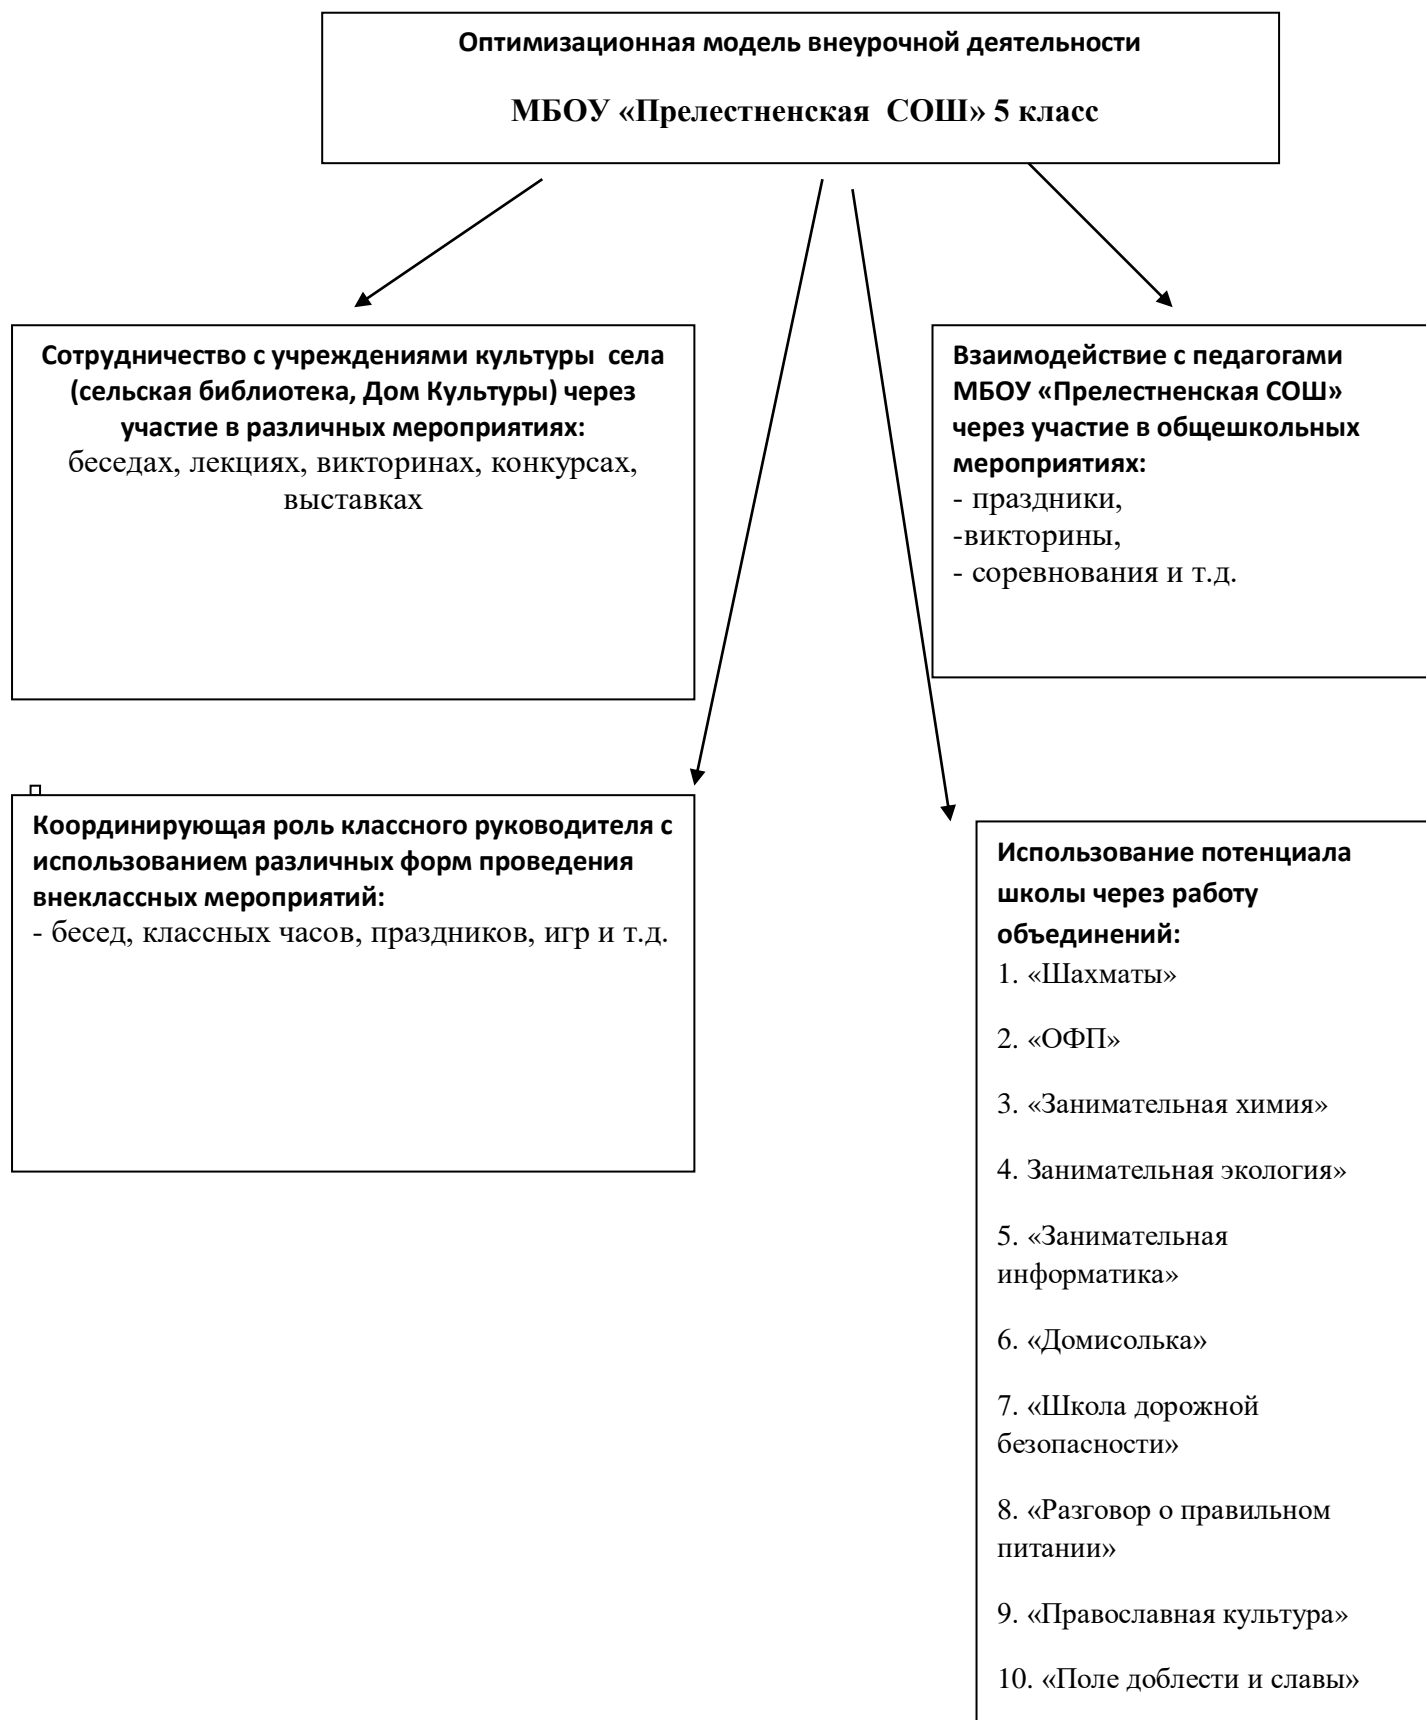 Оптимизационная модель внеурочной деятельности
МБОУ «Прелестненская СОШ» 5 класс
Сотрудничество с учреждениями культуры села
(сельская библиотека, Дом Культуры) через
участие в различных мероприятиях:
беседах, лекциях, викторинах, конкурсах,
выставках
Взаимодействие с педагогами
МБОУ «Прелестненская СОШ»
через участие в общешкольных
мероприятиях:
- праздники,
-викторины,
- соревнования и т.д.
Координирующая роль классного руководителя с
использованием различных форм проведения
внеклассных мероприятий:
- бесед, классных часов, праздников, игр и т.д.
Использование потенциала
школы через работу
объединений:
1. «Шахматы»
2. «ОФП»
3. «Занимательная химия»
4. Занимательная экология»
5. «Занимательная
информатика»
6. «Домисолька»
7. «Школа дорожной
безопасности»
8. «Разговор о правильном
питании»
9. «Православная культура»
10. «Поле доблести и славы»